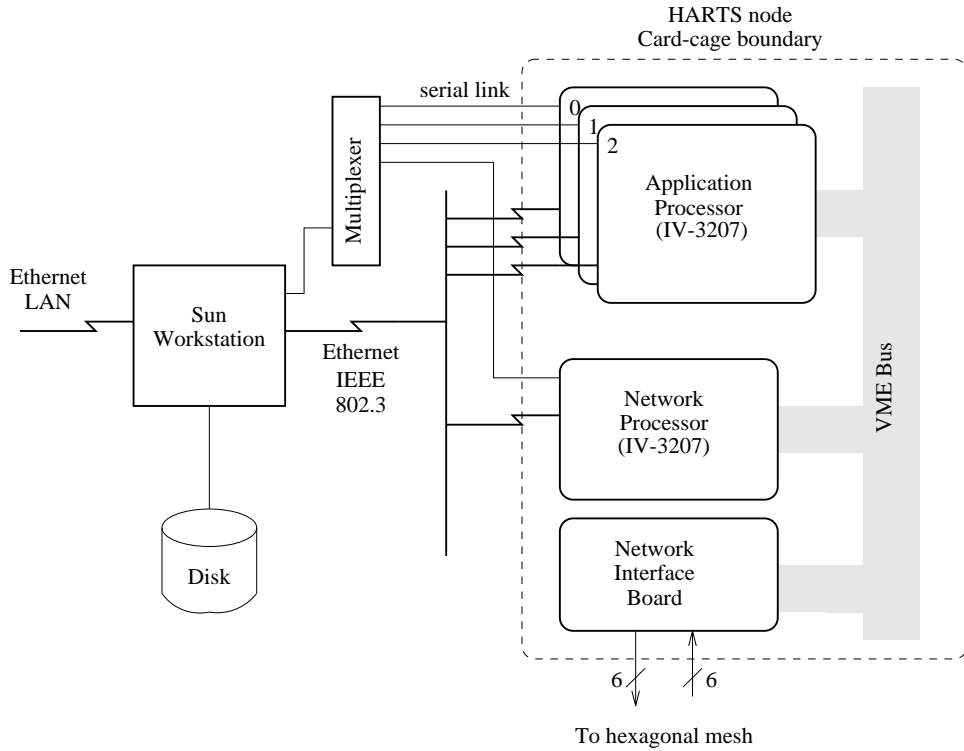 HARTS node
Card-cage boundary
serial link
0
1
2
Multiplexer
Application
Processor
(IV-3207)
Ethernet
LAN
Sun
Workstation
Ethernet
IEEE
802.3
VME Bus
Network
Processor
(IV-3207)
Network
Interface
Board
Disk
6
6
To hexagonal mesh